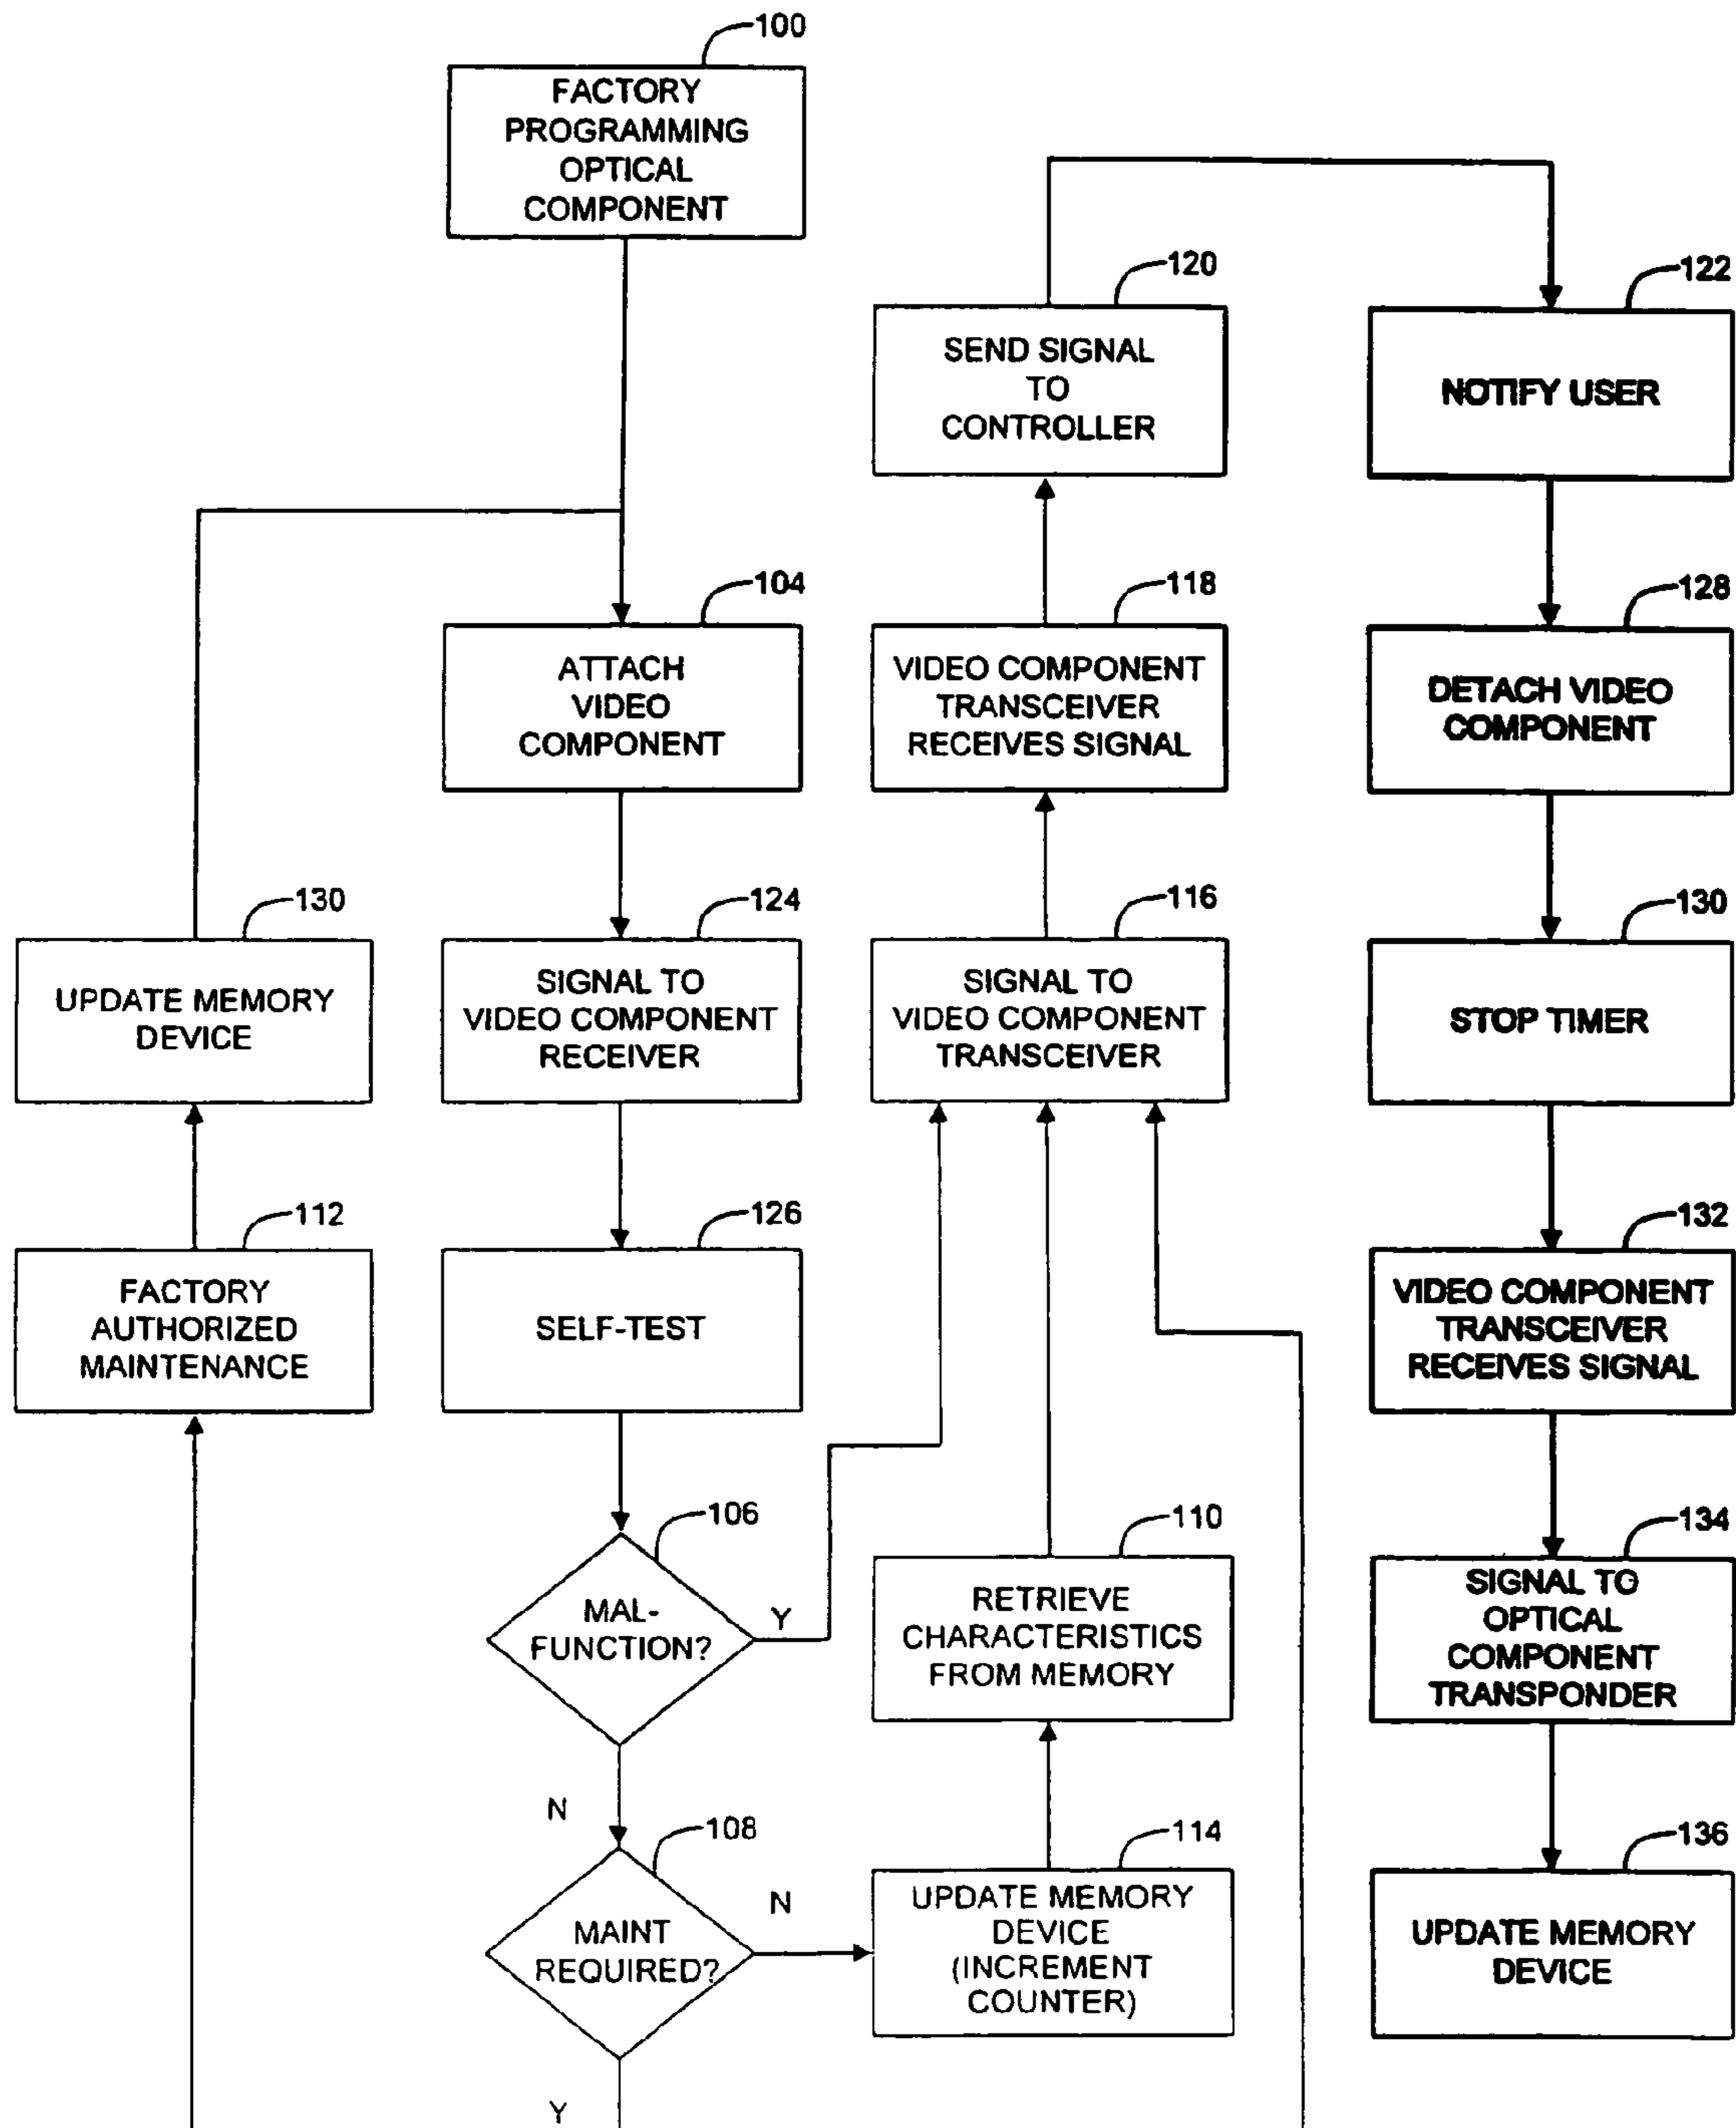 100
FACTORY
PROGRAMMING
OPTICAL
COMPONENT
120
SEND SIGNAL
TO
CONTROLLER
122
NOTIFY USER
104
ATTACH
VIDEO
COMPONENT
118
VIDEO COMPONENT
TRANSCEIVER
RECEIVES SIGNAL
128
DETACH VIDEO
COMPONENT
130
UPDATE MEMORY
DEVICE
124
SIGNAL TO
VIDEO COMPONENT
RECEIVER
116
SIGNAL TO
VIDEO COMPONENT
TRANSCEIVER
130
STOP TIMER
112
FACTORY
AUTHORIZED
MAINTENANCE
126
SELF-TEST
132
VIDEO COMPONENT
TRANSCEIVER
RECEIVES SIGNAL
106
MAL-
FUNCTION?
Y
N
110
RETRIEVE
CHARACTERISTICS
FROM MEMORY
134
SIGNAL TO
OPTICAL
COMPONENT
TRANSPONDER
108
MAINT
REQUIRED?
N
Y
114
UPDATE MEMORY
DEVICE
(INCREMENT
COUNTER)
136
UPDATE MEMORY
DEVICE